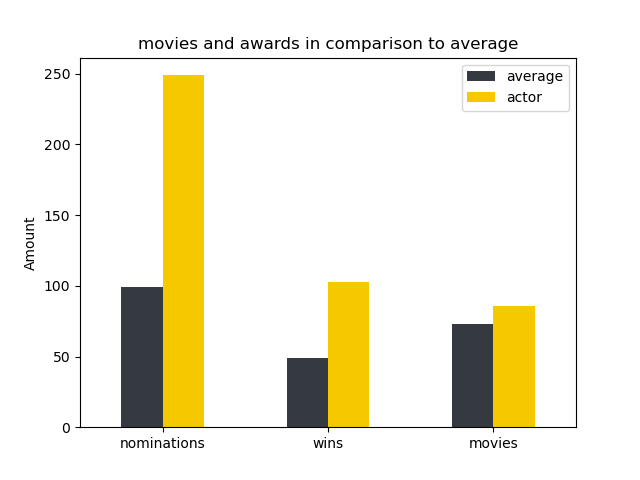 movies and awards in comparison to average
average
actor
Amount
250
200
150
100
50
0
nominations wins movies